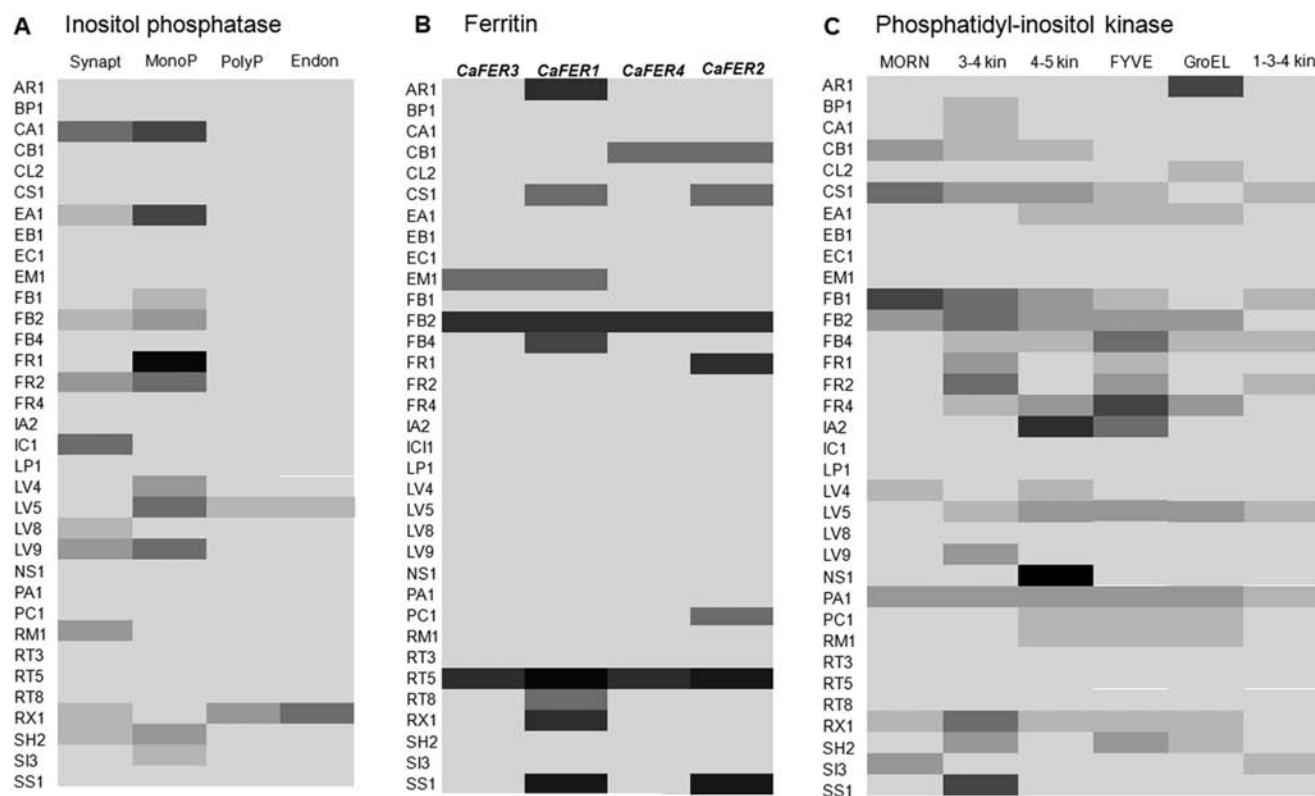 A Inositol phosphatase
Synapt MonoP PolyP Endon
AR1
BP1
CA1
CB1
CL2
CS1
EA1
EB1
EC1
EM1
FB1
FB2
FB4
FR1
FR2
FR4
IA2
IC1
LP1
LV4
LV5
LV8
LV9
NS1
PA1
PC1
RM1
RT3
RT5
RT8
RX1
SH2
SI3
SS1
B Ferritin
CaFER3 CaFER1 CaFER4 CaFER2
AR1
BP1
CA1
CB1
CL2
CS1
EA1
EB1
EC1
EM1
FB1
FB2
FB4
FR1
FR2
FR4
IA2
ICI1
LP1
LV4
LV5
LV8
LV9
NS1
PA1
PC1
RM1
RT3
RT5
RT8
RX1
SH2
SI3
SS1
C Phosphatidyl-inositol kinase
MORN 3-4 kin 4-5 kin FYVE GroEL 1-3-4 kin
AR1
BP1
CA1
CB1
CL2
CS1
EA1
EB1
EC1
EM1
FB1
FB2
FB4
FR1
FR2
FR4
IA2
IC1
LP1
LV4
LV5
LV8
LV9
NS1
PA1
PC1
RM1
RT3
RT5
RT8
RX1
SH2
SI3
SS1